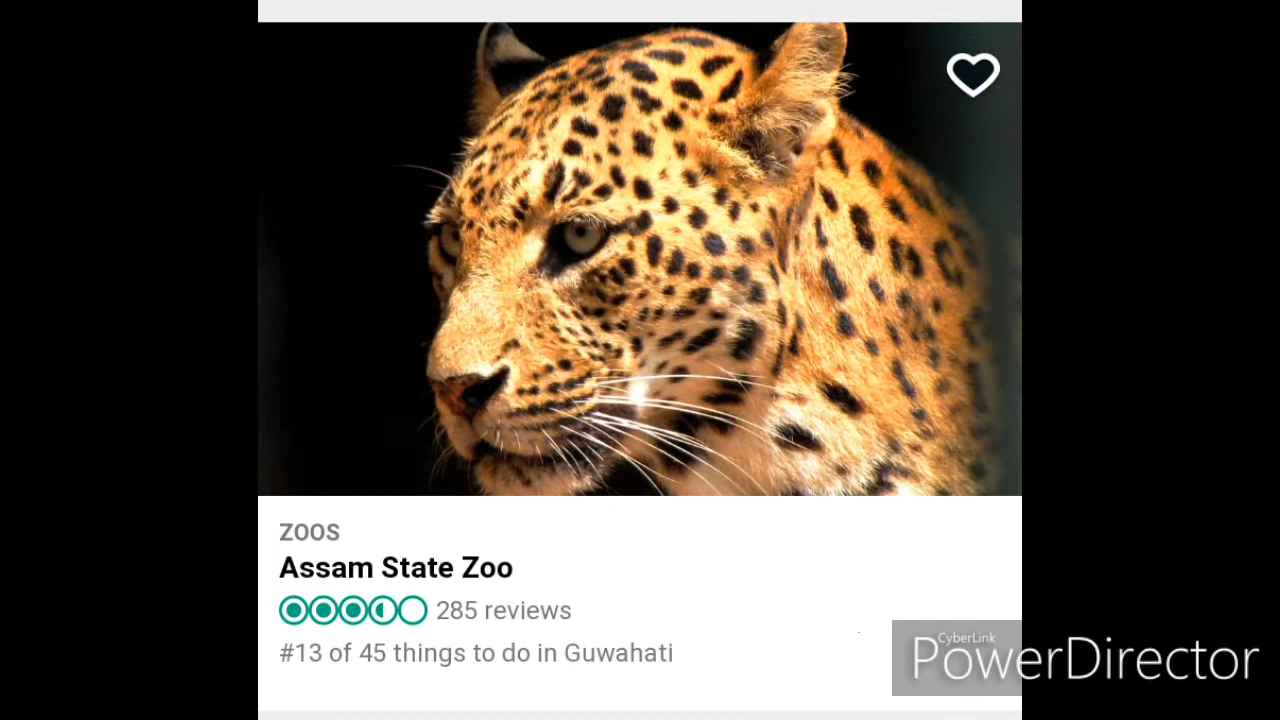 ZOOS
Assam State Zoo
285 reviews
#13 of 45 things to do in Guwahati
CyberLink
PowerDirector